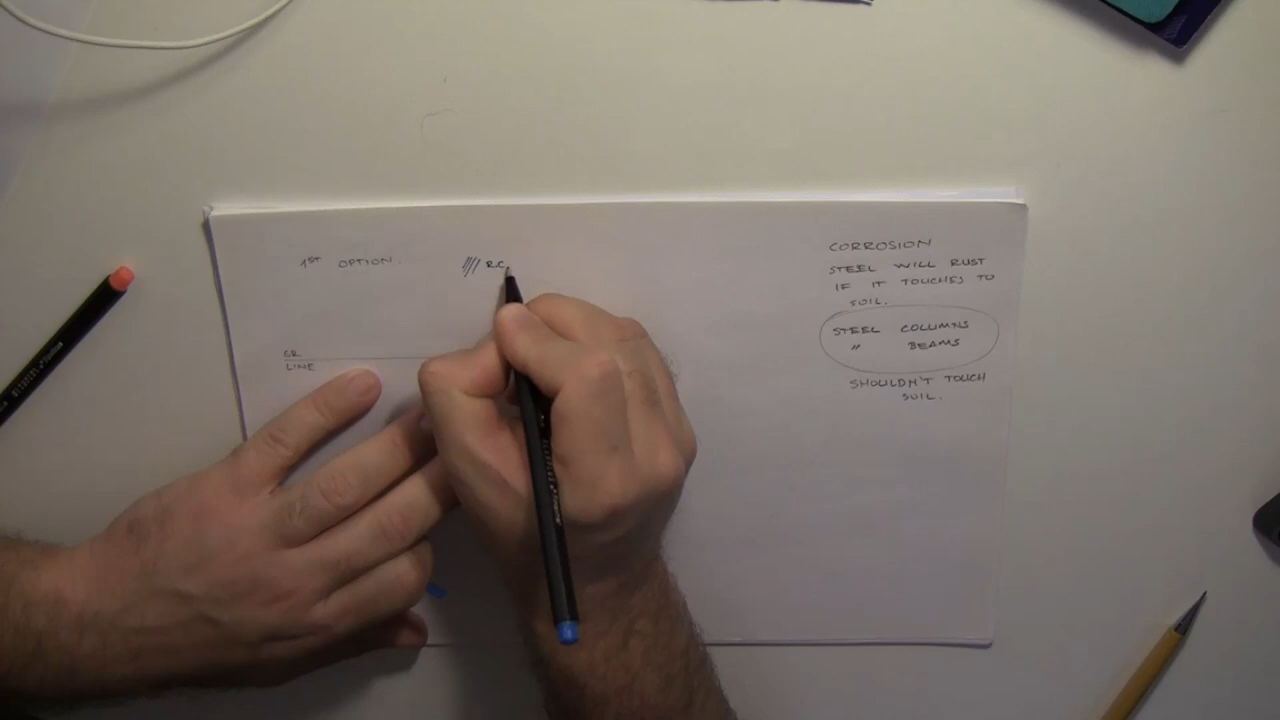 1ST OPTION.
R.C.
GR
LINE
CORROSION
STEEL WILL RUST
IF IT TOUCHES TO
SOIL.
STEEL COLUMNS
" BEAMS
SHOULDN'T TOUCH
SOIL.